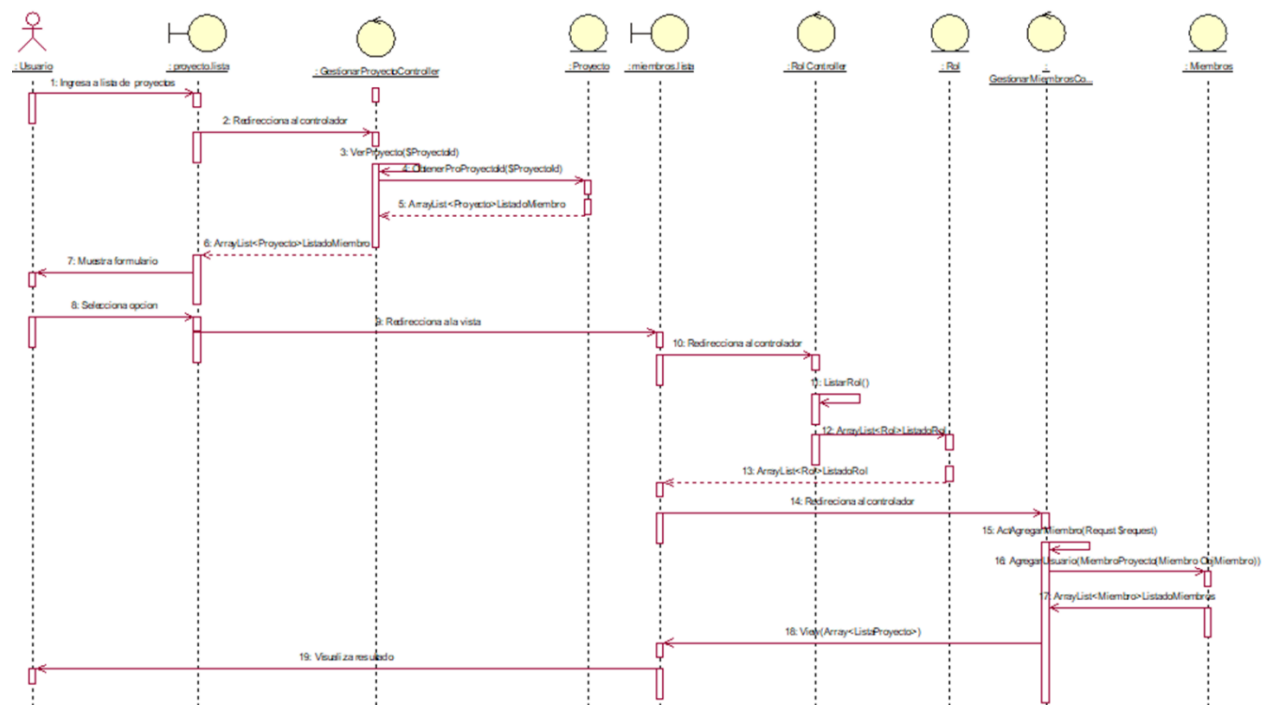 : Usuario
: proyecto.lista
: GestionarProyectoController
: Proyecto
: miembros.lista
: Rol Controller
: Rol
:
GestionarMiembrosCo...
: Miembros
1: Ingresa a lista de proyectos
2: Redirecciona al controlador
3: VerProyecto($ProyectoId)
4: ObtenerProProyectoId($ProyectoId)
5: ArrayList<Proyecto>ListadoMiembro
6: ArrayList<Proyecto>ListadoMiembro
7: Muestra formulario
8: Selecciona opcion
9: Redirecciona a la vista
10: Redirecciona al controlador
11: ListarRol()
12: ArrayList<Rol>ListadoRol
13: ArrayList<Rol>ListadoRol
14: Redireciona al controlador
15: ActAgregarMiembro(Requst $request)
16: AgregarUsuario(MiembroProyecto(Miembro ObjMiembro))
17: ArrayList<Miembro>ListadoMiembros
18: View(Array<ListaProyecto>)
19: Visualiza resultado